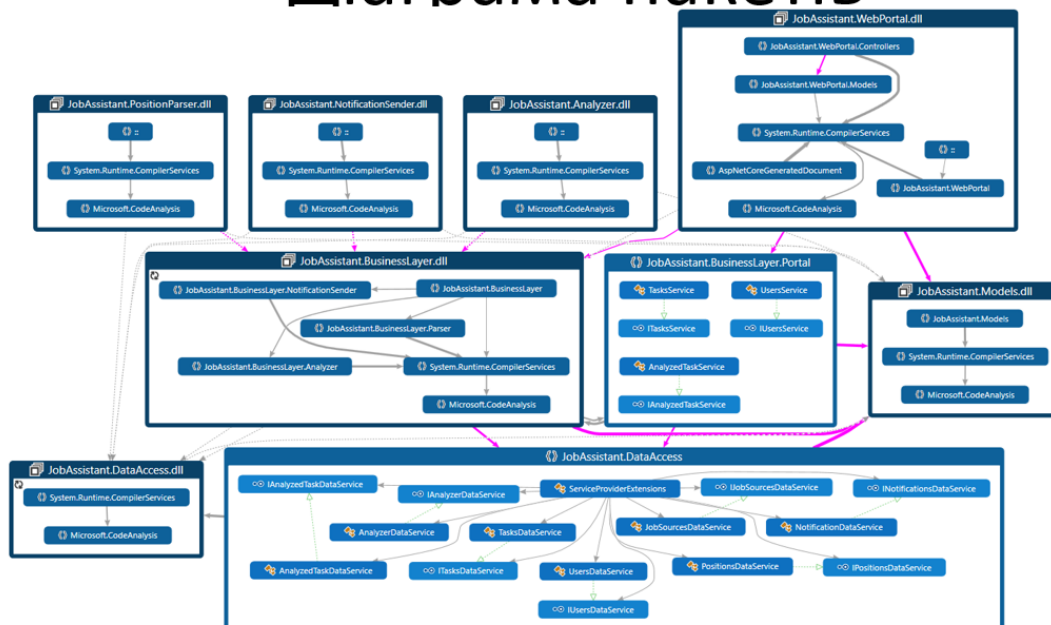 Діаграма пакетів
JobAssistant.WebPortal.dll
JobAssistant.WebPortal.Controllers
JobAssistant.WebPortal.Models
System.Runtime.CompilerServices
::
AspNetCoreGeneratedDocument
JobAssistant.WebPortal
Microsoft.CodeAnalysis
JobAssistant.PositionParser.dll
::
System.Runtime.CompilerServices
Microsoft.CodeAnalysis
JobAssistant.NotificationSender.dll
::
System.Runtime.CompilerServices
Microsoft.CodeAnalysis
JobAssistant.Analyzer.dll
::
System.Runtime.CompilerServices
Microsoft.CodeAnalysis
JobAssistant.BusinessLayer.dll
JobAssistant.BusinessLayer.NotificationSender
JobAssistant.BusinessLayer
JobAssistant.BusinessLayer.Parser
JobAssistant.BusinessLayer.Analyzer
System.Runtime.CompilerServices
Microsoft.CodeAnalysis
JobAssistant.BusinessLayer.Portal
TasksService
UsersService
ITasksService
IUsersService
AnalyzedTaskService
IAnalyzedTaskService
JobAssistant.Models.dll
JobAssistant.Models
System.Runtime.CompilerServices
Microsoft.CodeAnalysis
JobAssistant.DataAccess.dll
System.Runtime.CompilerServices
Microsoft.CodeAnalysis
JobAssistant.DataAccess
IAnalyzedTaskDataService
IAnalyzerDataService
ServiceProviderExtensions
IJobSourcesDataService
INotificationsDataService
AnalyzerDataService
TasksDataService
JobSourcesDataService
NotificationDataService
AnalyzedTaskDataService
ITasksDataService
UsersDataService
PositionsDataService
IPositionsDataService
IUsersDataService